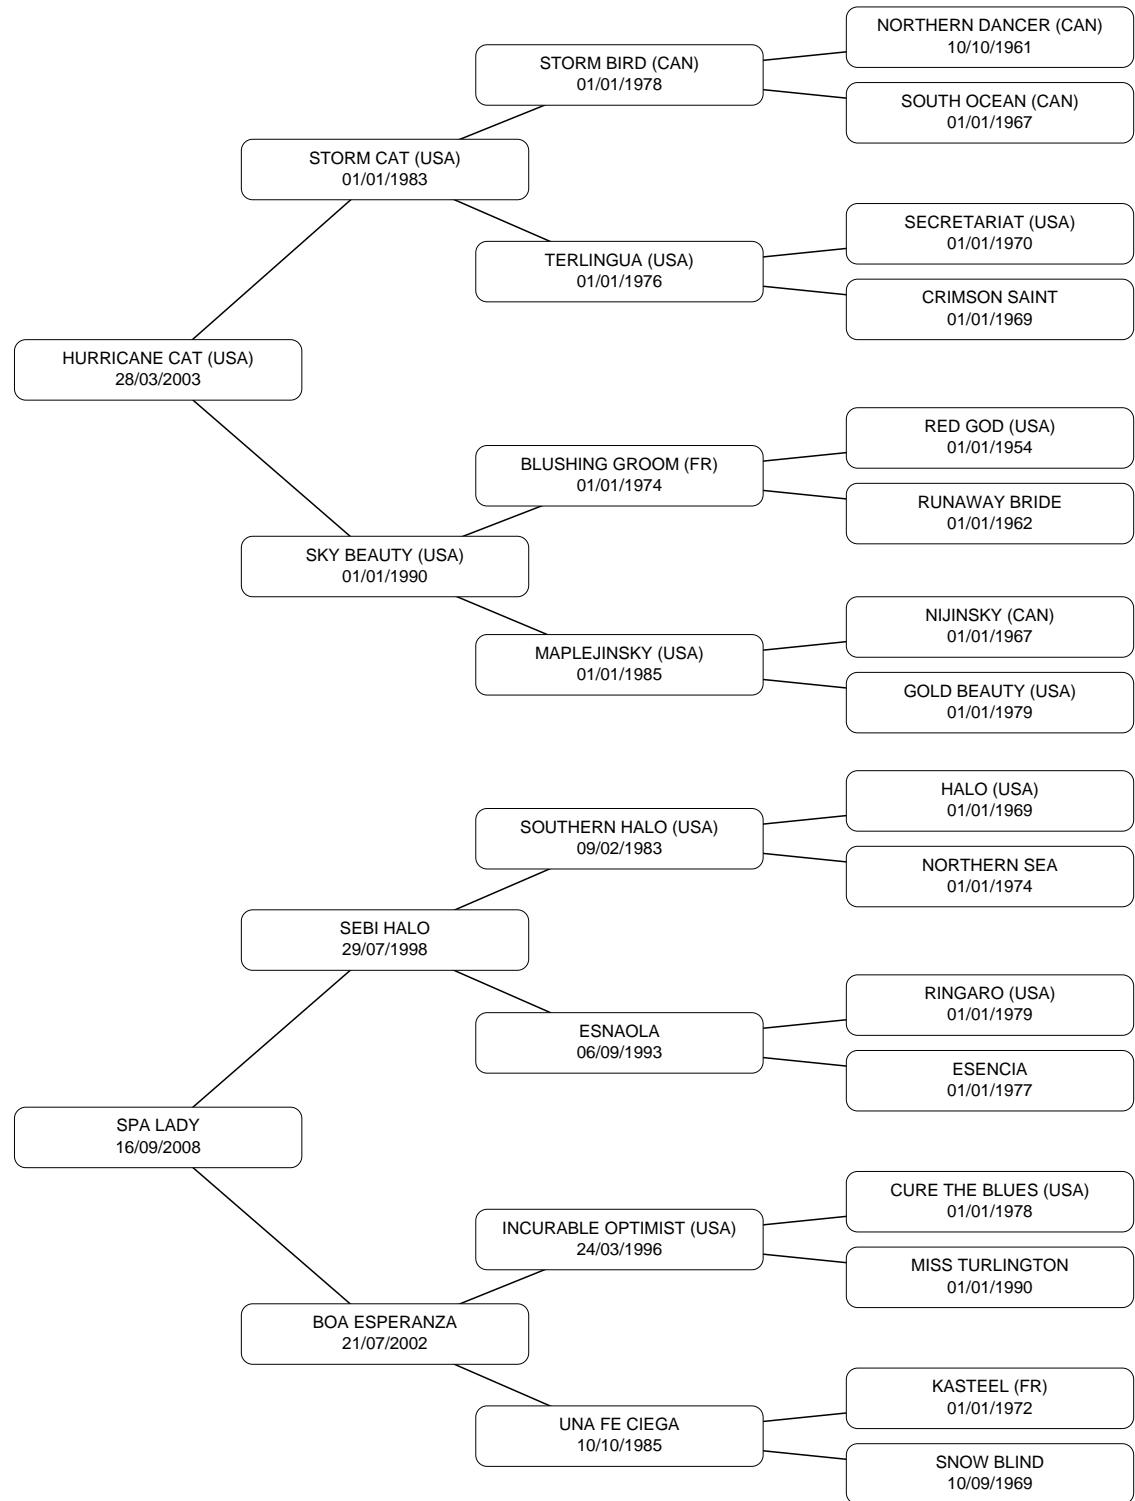 NORTHERN DANCER (CAN)
10/10/1961
STORM BIRD (CAN)
01/01/1978
SOUTH OCEAN (CAN)
01/01/1967
STORM CAT (USA)
01/01/1983
SECRETARIAT (USA)
01/01/1970
TERLINGUA (USA)
01/01/1976
CRIMSON SAINT
01/01/1969
HURRICANE CAT (USA)
28/03/2003
RED GOD (USA)
01/01/1954
BLUSHING GROOM (FR)
01/01/1974
RUNAWAY BRIDE
01/01/1962
SKY BEAUTY (USA)
01/01/1990
NIJINSKY (CAN)
01/01/1967
MAPLEJINSKY (USA)
01/01/1985
GOLD BEAUTY (USA)
01/01/1979
HALO (USA)
01/01/1969
SOUTHERN HALO (USA)
09/02/1983
NORTHERN SEA
01/01/1974
SEBI HALO
29/07/1998
RINGARO (USA)
01/01/1979
ESNAOLA
06/09/1993
ESENCIA
01/01/1977
SPA LADY
16/09/2008
CURE THE BLUES (USA)
01/01/1978
INCURABLE OPTIMIST (USA)
24/03/1996
MISS TURLINGTON
01/01/1990
BOA ESPERANZA
21/07/2002
KASTEEL (FR)
01/01/1972
UNA FE CIEGA
10/10/1985
SNOW BLIND
10/09/1969